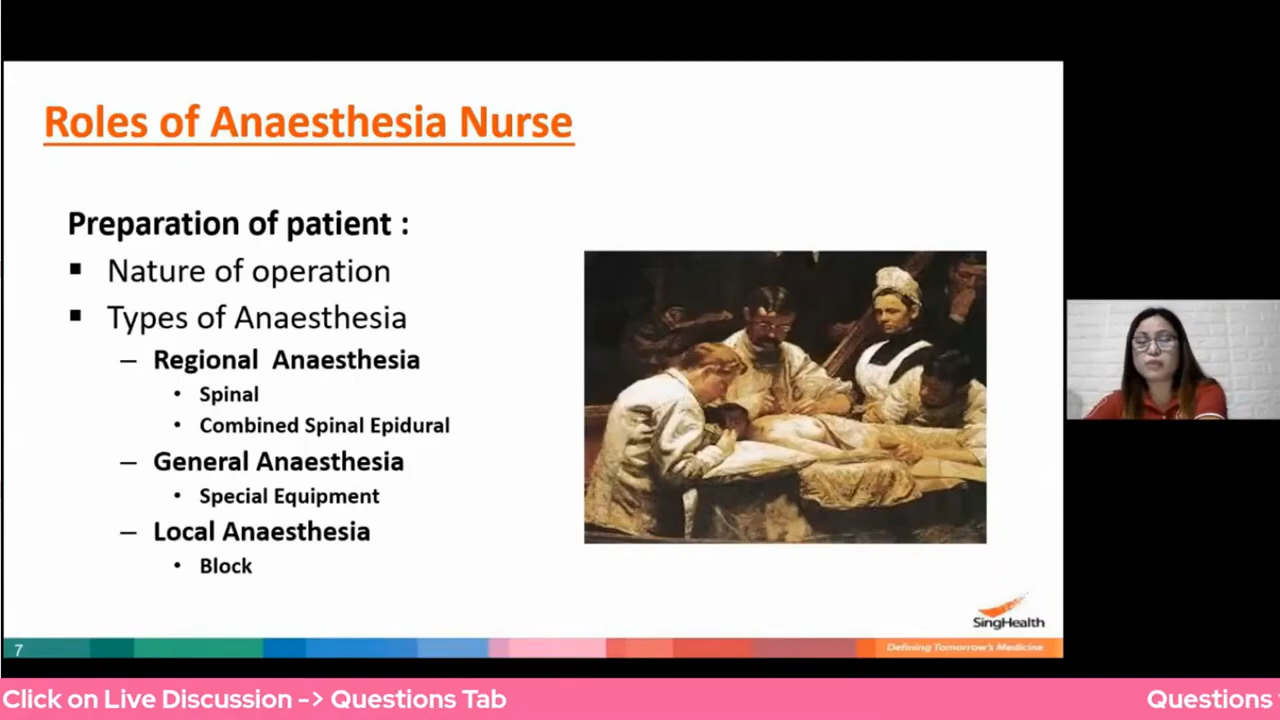 Roles of Anaesthesia Nurse
Preparation of patient :
▪ Nature of operation
▪ Types of Anaesthesia
– Regional Anaesthesia
• Spinal
• Combined Spinal Epidural
– General Anaesthesia
• Special Equipment
– Local Anaesthesia
• Block
SingHealth
7
Defining Tomorrow's Medicine
Click on Live Discussion -> Questions Tab
Questions